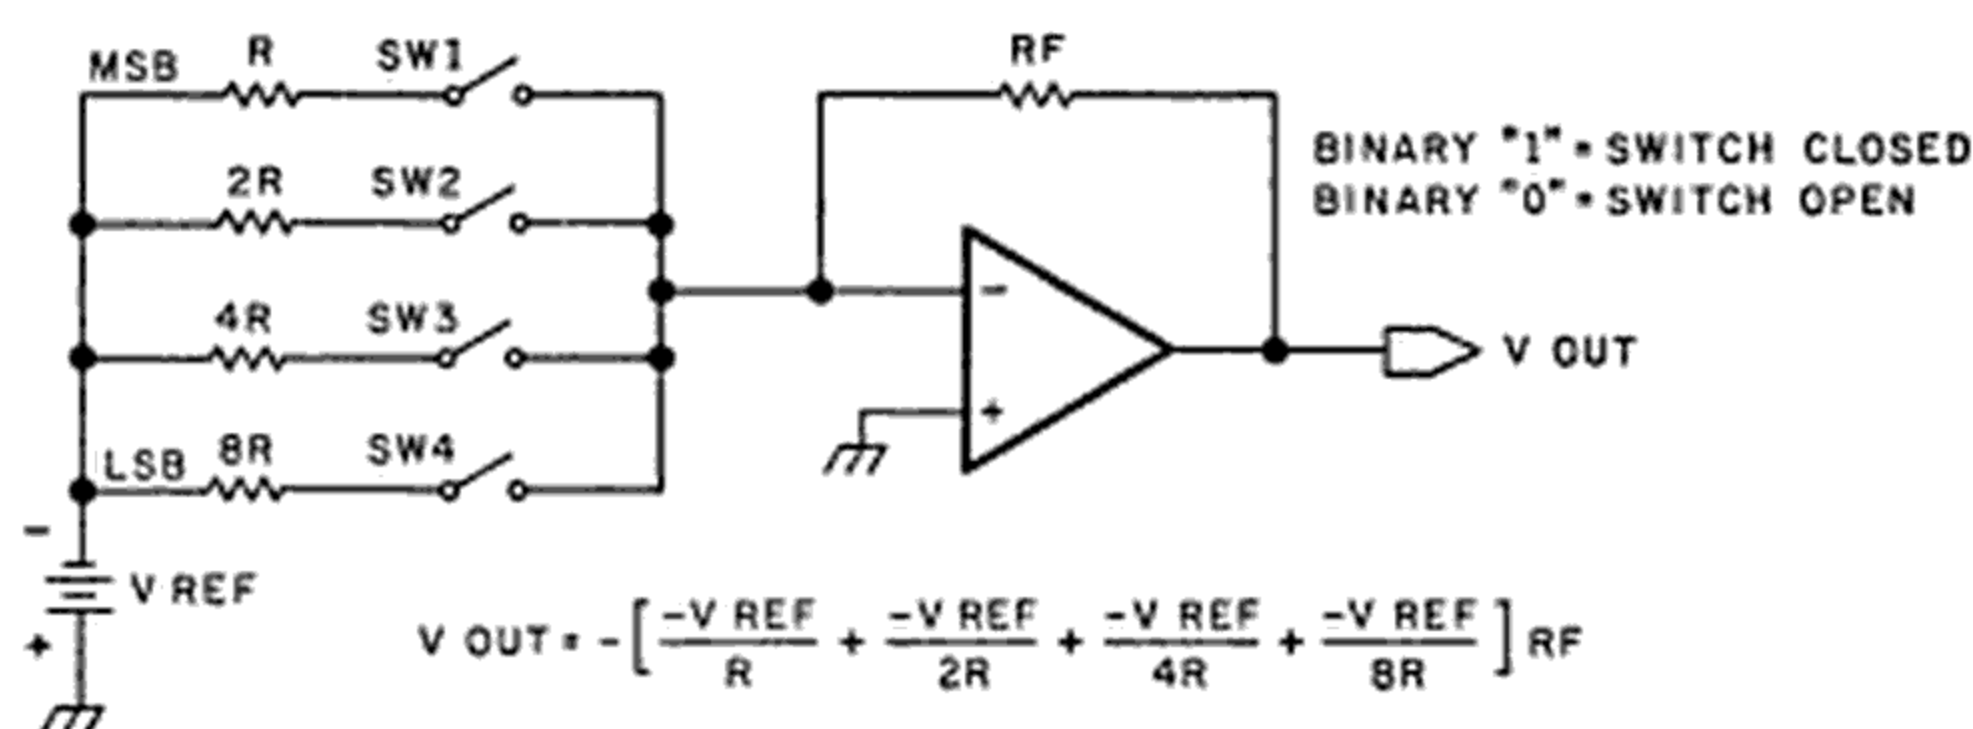 MSB
R
SW1
RF
BINARY "1" = SWITCH CLOSED
BINARY "0" = SWITCH OPEN
2R
SW2
4R
SW3
-
+
V OUT
LSB
8R
SW4
-
V REF
+
V OUT = -[-V REF/R + -V REF/2R + -V REF/4R + -V REF/8R] RF